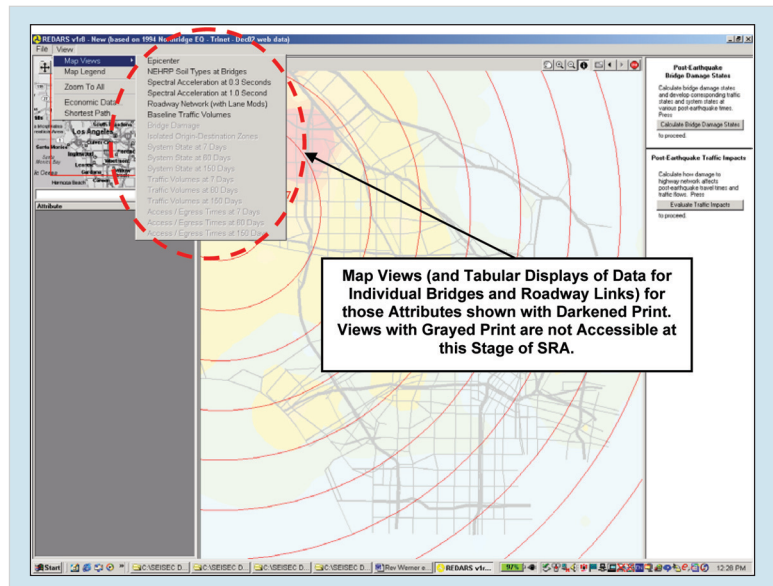 REDARS v1r8 - New (based on 1994 Northridge EQ - Trinet - Dec02 web data)
File View
Map Views
Map Legend
Zoom To All
Economic Data
Shortest Path
Epicenter
NEHRP Soil Types at Bridges
Spectral Acceleration at 0.3 Seconds
Spectral Acceleration at 1.0 Second
Roadway Network (with Lane Mods)
Baseline Traffic Volumes
Bridge Damage
Isolated Origin-Destination Zones
System State at 7 Days
System State at 60 Days
System State at 150 Days
Traffic Volumes at 7 Days
Traffic Volumes at 60 Days
Traffic Volumes at 150 Days
Access / Egress Times at 7 Days
Access / Egress Times at 60 Days
Access / Egress Times at 150 Days
Los Angeles
Santa Monica
Hermosa Beach
Attribute
7
Map Views (and Tabular Displays of Data for
Individual Bridges and Roadway Links) for
those Attributes shown with Darkened Print.
Views with Grayed Print are not Accessible at
this Stage of SRA.
Post-Earthquake
Bridge Damage States
Calculate bridge damage states
and develop corresponding traffic
states and system states at
various post-earthquake times.
Press
Calculate Bridge Damage States
to proceed.
Post-Earthquake Traffic Impacts
Calculate how damage to
highway network affects
post-earthquake travel times and
traffic flows. Press
Evaluate Traffic Impacts
to proceed.
Start
C:\SEISEC D...
C:\SEISEC D...
C:\SEISEC D...
C:\SEISEC D...
Rev Werner e...
REDARS v1r...
97%
12:28 PM